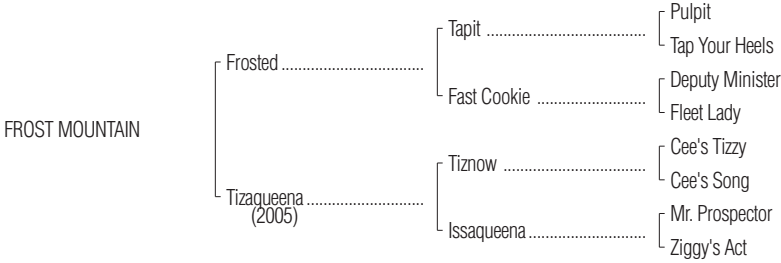 Pulpit
Tapit ....................................
Tap Your Heels
Frosted ....................................
Deputy Minister
Fast Cookie ...........................
Fleet Lady
FROST MOUNTAIN
Cee's Tizzy
Tiznow ....................................
Cee's Song
Tizaqueena ..............................
(2005)
Mr. Prospector
Issaqueena .............................
Ziggy's Act